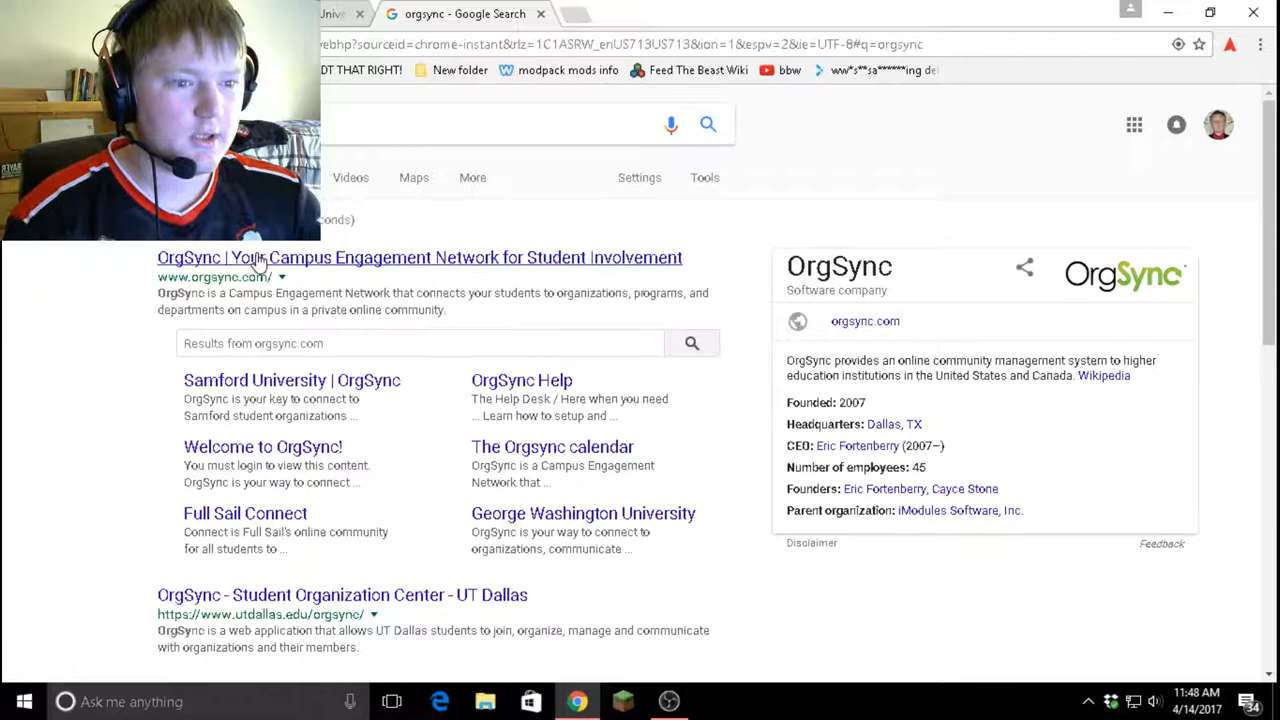 Unive
orgsync - Google Search
webhp?sourceid=chrome-instant&rlz=1C1ASRW_enUS713US713&ion=1&espv=2&ie=UTF-8#q=orgsync
DT THAT RIGHT!
New folder
modpack mods info
Feed The Beast Wiki
bbw
ww*s**sa******ing
Videos
Maps
More
Settings
Tools
onds)
OrgSync | Your Campus Engagement Network for Student Involvement
www.orgsync.com/
OrgSync is a Campus Engagement Network that connects your students to organizations, programs, and
departments on campus in a private online community.
Results from orgsync.com
Samford University | OrgSync
OrgSync is your key to connect to
Samford student organizations ...
OrgSync Help
The Help Desk / Here when you need
... Learn how to setup and ...
Welcome to OrgSync!
You must login to view this content.
OrgSync is your way to connect ...
The Orgsync calendar
OrgSync is a Campus Engagement
Network that ...
Full Sail Connect
Connect is Full Sail's online community
for all students to ...
George Washington University
OrgSync is your way to connect to
organizations, communicate ...
OrgSync - Student Organization Center - UT Dallas
https://www.utdallas.edu/orgsync/
OrgSync is a web application that allows UT Dallas students to join, organize, manage and communicate
with organizations and their members.
OrgSync
Software company
OrgSync
orgsync.com
OrgSync provides an online community management system to higher
education institutions in the United States and Canada. Wikipedia
Founded: 2007
Headquarters: Dallas, TX
CEO: Eric Fortenberry (2007–)
Number of employees: 45
Founders: Eric Fortenberry, Cayce Stone
Parent organization: iModules Software, Inc.
Disclaimer
Feedback
Ask me anything
11:48 AM
4/14/2017
34